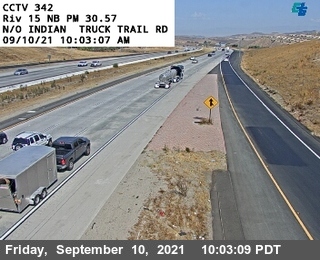 CCTV 342
Riv 15 NB PM 30.57
N/O INDIAN TRUCK TRAIL RD
09/10/21 10:03:07 AM
Friday, September 10, 2021 10:03:09 PDT